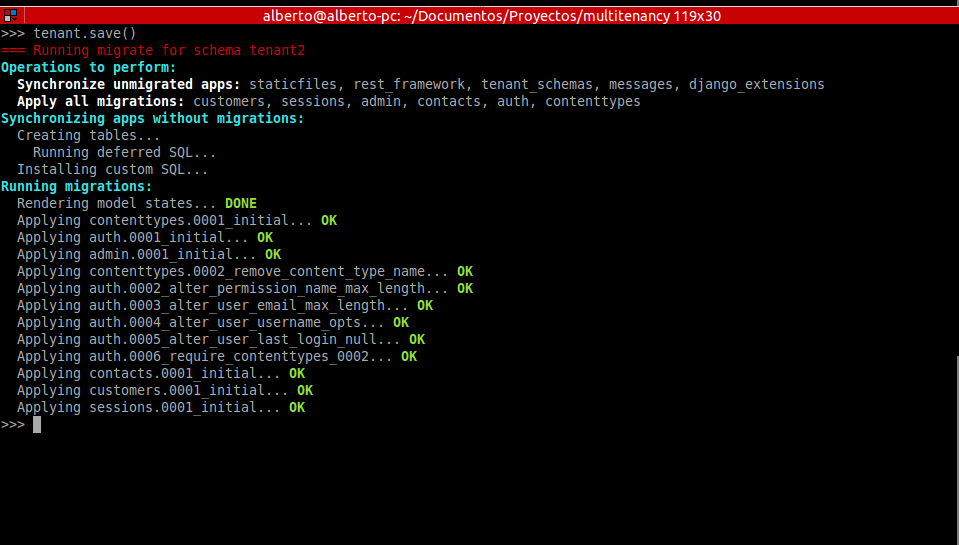 alberto@alberto-pc: ~/Documentos/Proyectos/multitenancy 119x30
>>> tenant.save()
=== Running migrate for schema tenant2
Operations to perform:
  Synchronize unmigrated apps: staticfiles, rest_framework, tenant_schemas, messages, django_extensions
  Apply all migrations: customers, sessions, admin, contacts, auth, contenttypes
Synchronizing apps without migrations:
  Creating tables...
    Running deferred SQL...
  Installing custom SQL...
Running migrations:
  Rendering model states... DONE
  Applying contenttypes.0001_initial... OK
  Applying auth.0001_initial... OK
  Applying admin.0001_initial... OK
  Applying contenttypes.0002_remove_content_type_name... OK
  Applying auth.0002_alter_permission_name_max_length... OK
  Applying auth.0003_alter_user_email_max_length... OK
  Applying auth.0004_alter_user_username_opts... OK
  Applying auth.0005_alter_user_last_login_null... OK
  Applying auth.0006_require_contenttypes_0002... OK
  Applying contacts.0001_initial... OK
  Applying customers.0001_initial... OK
  Applying sessions.0001_initial... OK
>>>